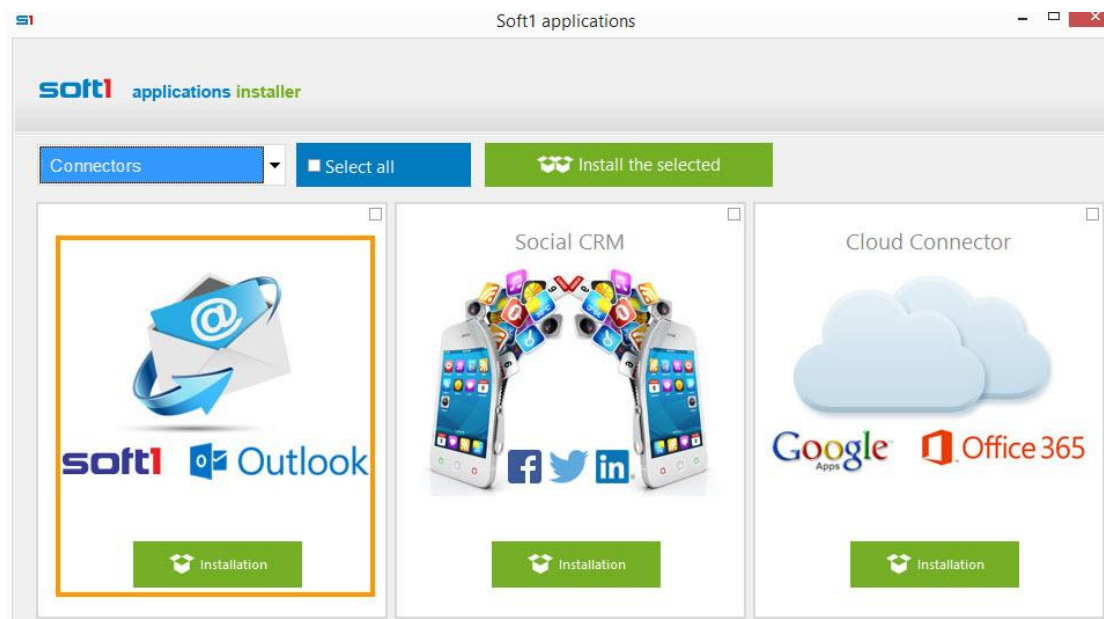 S1 Soft1 applications
soft1 applications installer
Connectors
Select all
Install the selected
soft1 Outlook
Installation
Social CRM
Installation
Cloud Connector
Google Apps Office 365
Installation